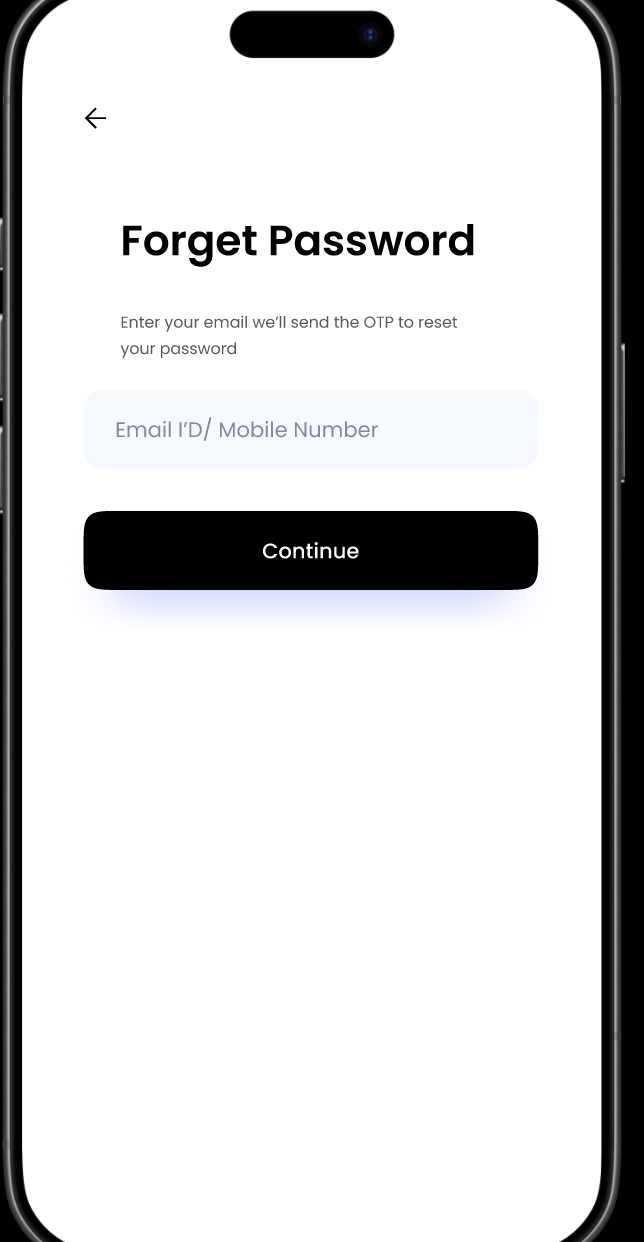 Forget Password
Enter your email we’ll send the OTP to reset
your password
Email I’D/ Mobile Number
Continue